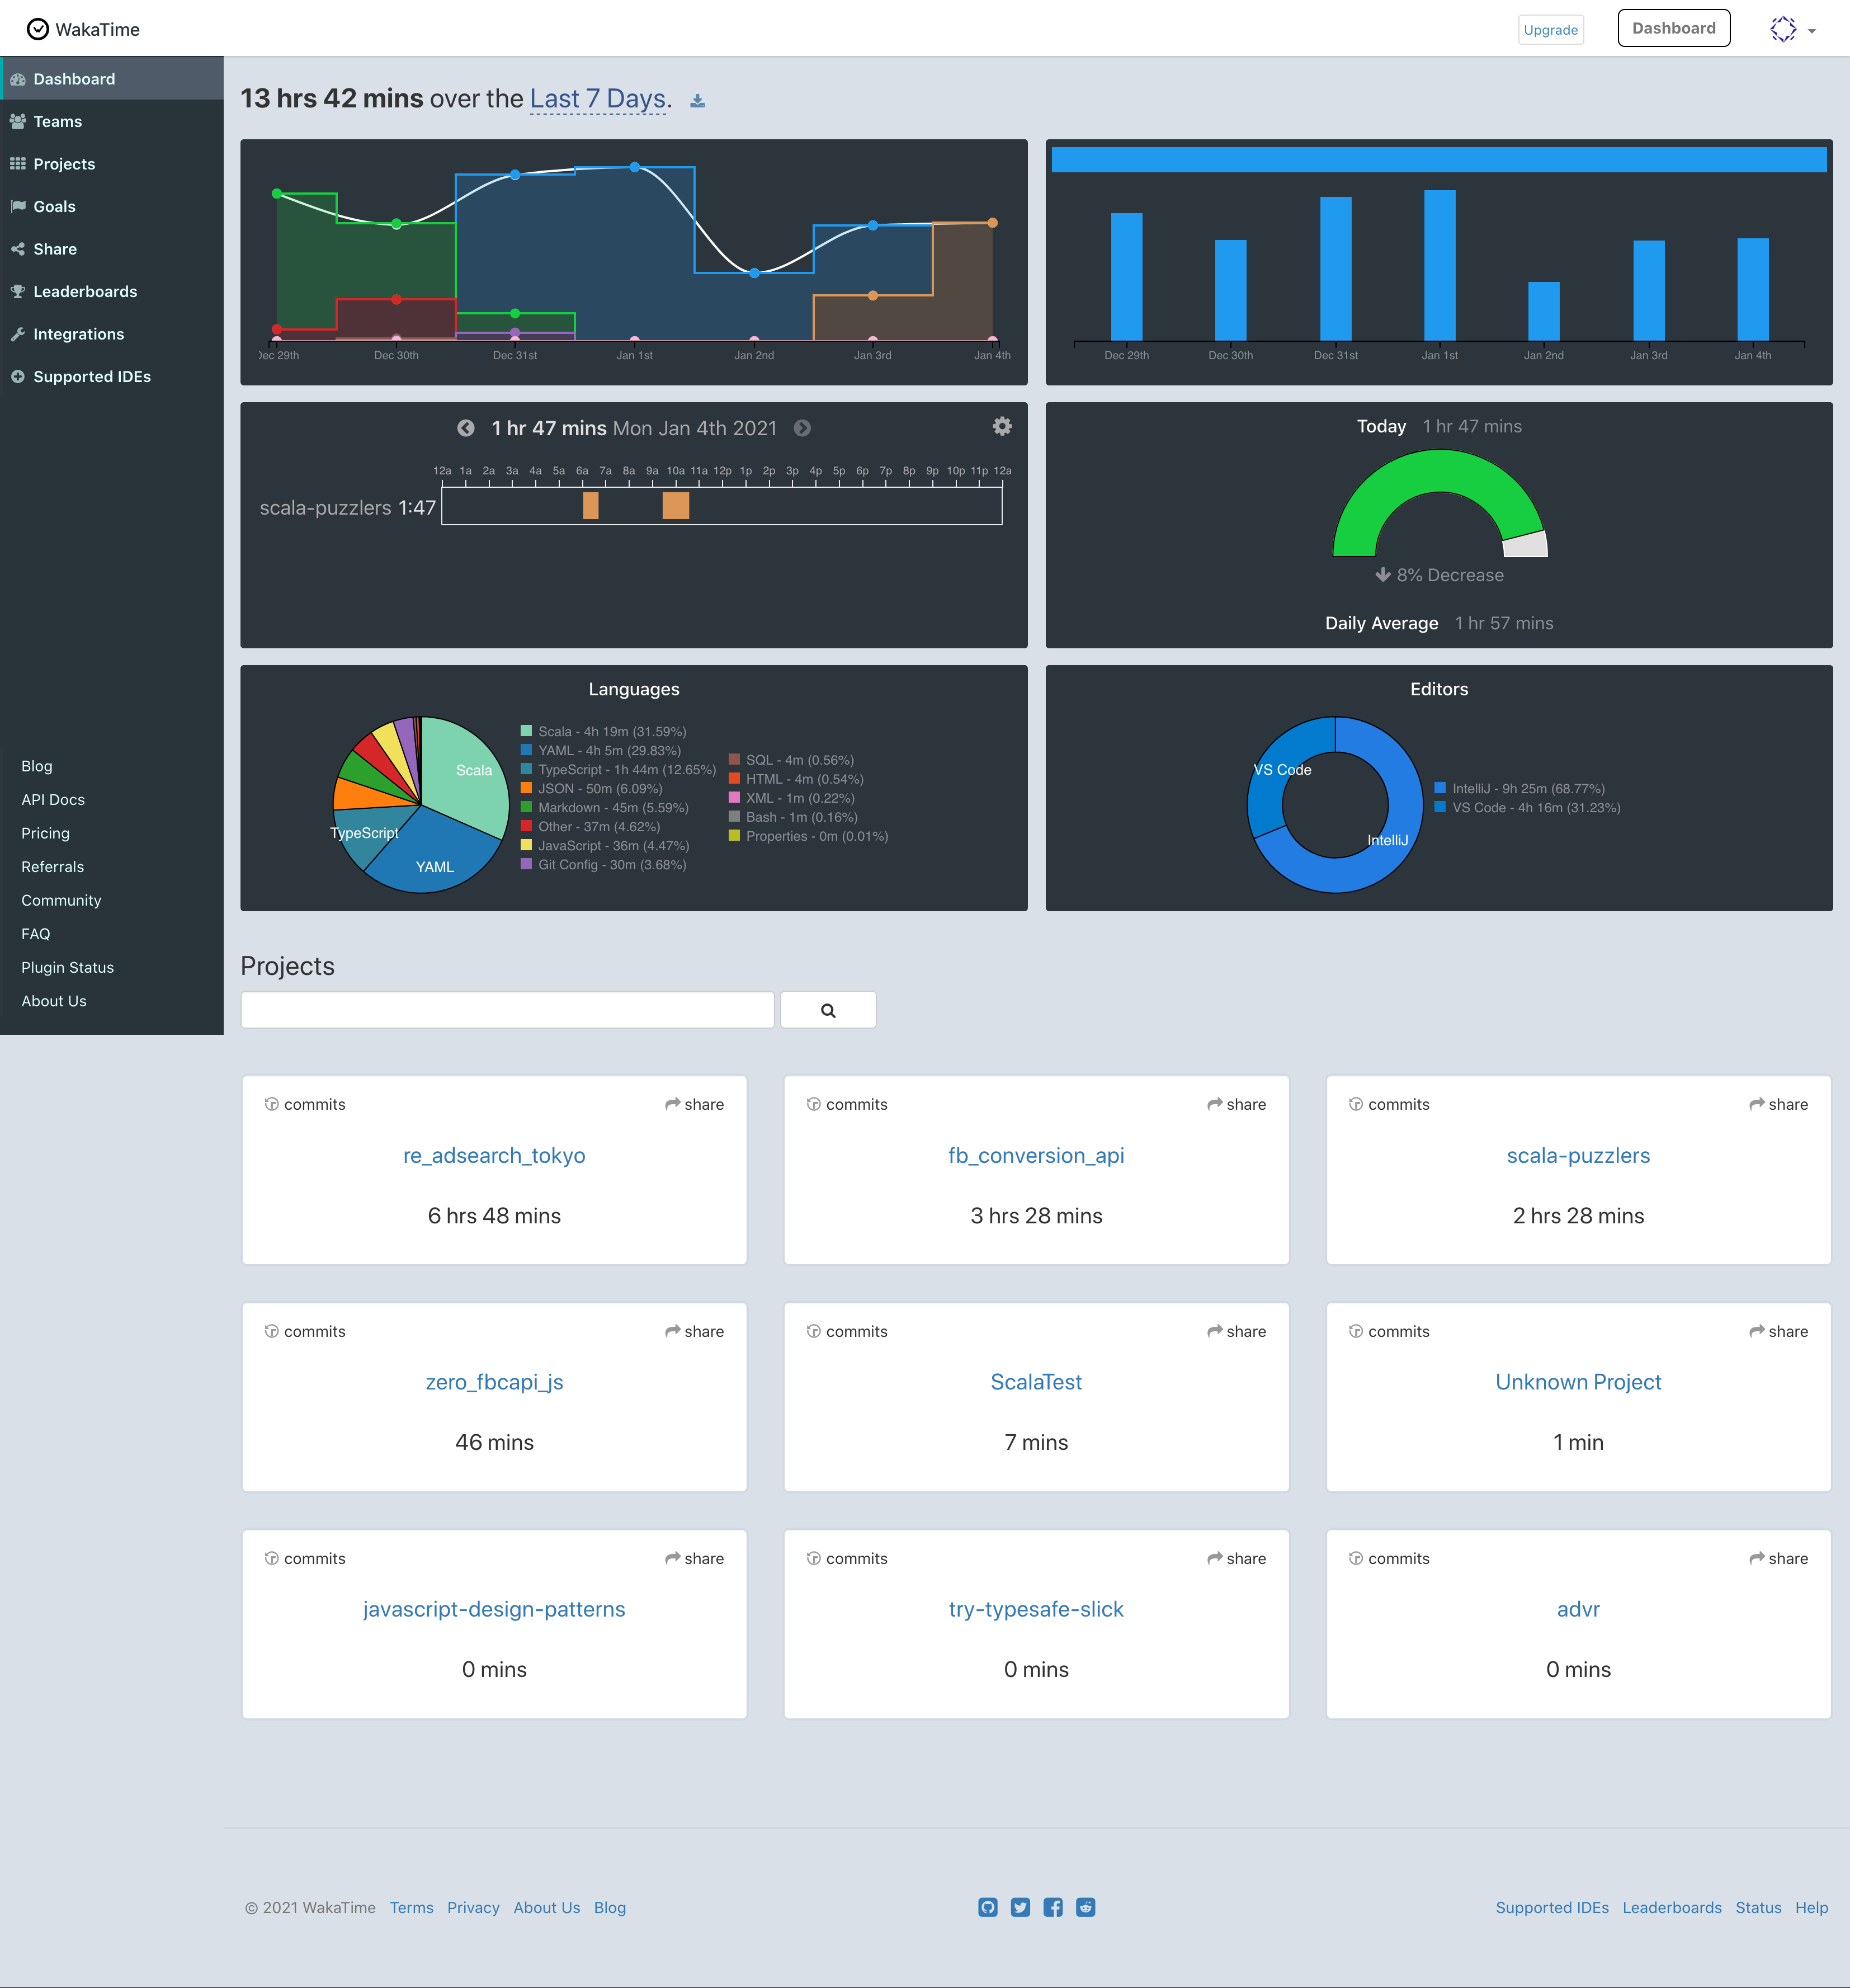 WakaTime
Upgrade
Dashboard
Dashboard
Teams
Projects
Goals
Share
Leaderboards
Integrations
Supported IDEs
Blog
API Docs
Pricing
Referrals
Community
FAQ
Plugin Status
About Us
13 hrs 42 mins over the Last 7 Days.
Dec 29th Dec 30th Dec 31st Jan 1st Jan 2nd Jan 3rd Jan 4th
Dec 29th Dec 30th Dec 31st Jan 1st Jan 2nd Jan 3rd Jan 4th
1 hr 47 mins Mon Jan 4th 2021
12a 1a 2a 3a 4a 5a 6a 7a 8a 9a 10a 11a 12p 1p 2p 3p 4p 5p 6p 7p 8p 9p 10p 11p 12a
scala-puzzlers 1:47
Today 1 hr 47 mins
8% Decrease
Daily Average 1 hr 57 mins
Languages
Scala
TypeScript
YAML
Scala - 4h 19m (31.59%)
YAML - 4h 5m (29.83%)
TypeScript - 1h 44m (12.65%)
JSON - 50m (6.09%)
Markdown - 45m (5.59%)
Other - 37m (4.62%)
JavaScript - 36m (4.47%)
Git Config - 30m (3.68%)
SQL - 4m (0.56%)
HTML - 4m (0.54%)
XML - 1m (0.22%)
Bash - 1m (0.16%)
Properties - 0m (0.01%)
Editors
VS Code
IntelliJ
IntelliJ - 9h 25m (68.77%)
VS Code - 4h 16m (31.23%)
Projects
commits share
re_adsearch_tokyo
6 hrs 48 mins
commits share
fb_conversion_api
3 hrs 28 mins
commits share
scala-puzzlers
2 hrs 28 mins
commits share
zero_fbcapi_js
46 mins
commits share
ScalaTest
7 mins
commits share
Unknown Project
1 min
commits share
javascript-design-patterns
0 mins
commits share
try-typesafe-slick
0 mins
commits share
advr
0 mins
© 2021 WakaTime Terms Privacy About Us Blog
Supported IDEs Leaderboards Status Help